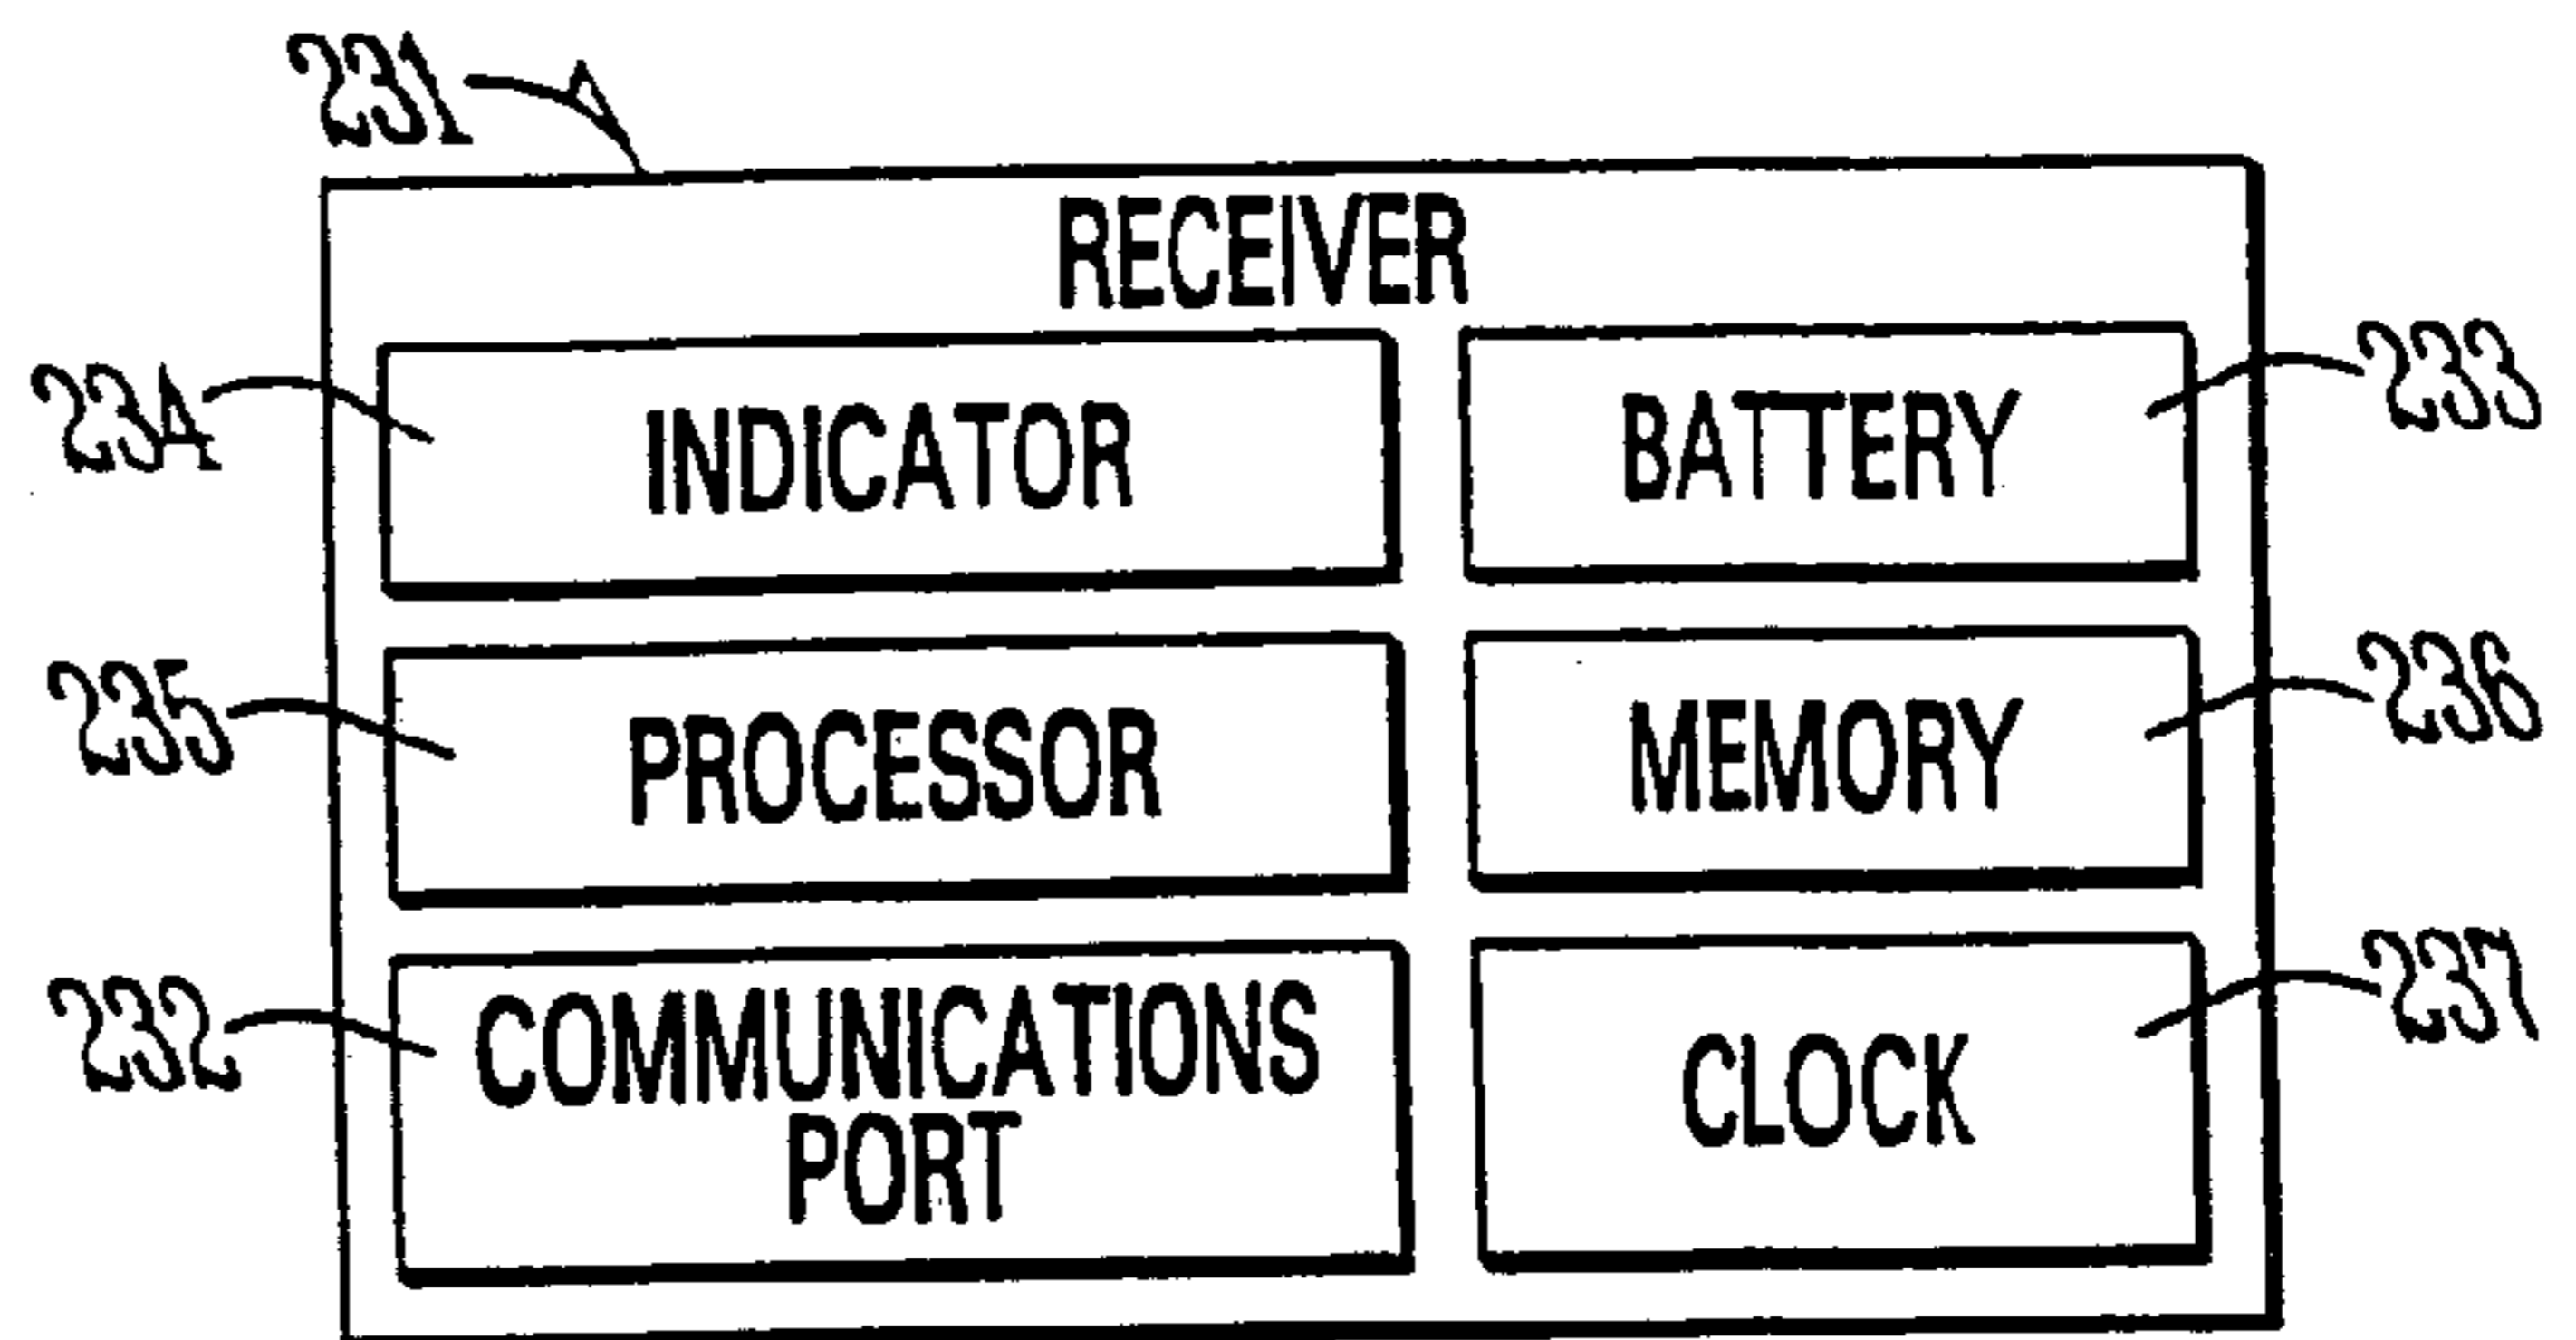 231
RECEIVER
234
INDICATOR
BATTERY
233
235
PROCESSOR
MEMORY
236
232
COMMUNICATIONS
PORT
CLOCK
237